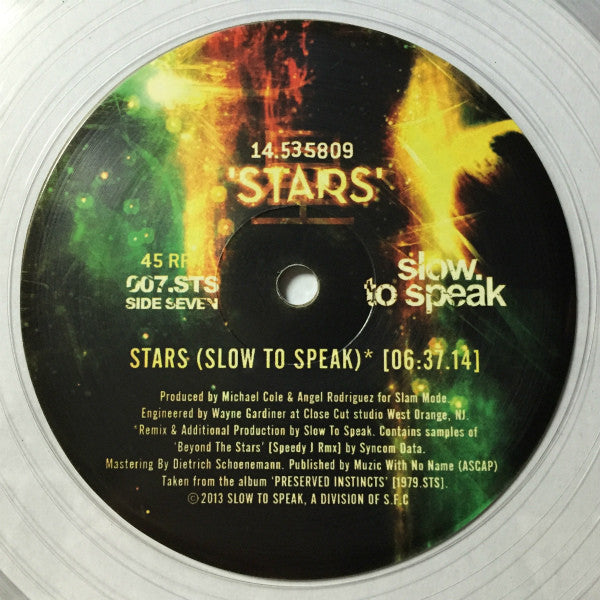 14.535809
'STARS'
45 RPM
007.STS
SIDE SEVEN
slow.
to speak
STARS (SLOW TO SPEAK)* [06:37.14]
Produced by Michael Cole & Angel Rodriguez for Slam Mode.
Engineered by Wayne Gardiner at Close Cut studio West Orange, NJ.
*Remix & Additional Production by Slow To Speak. Contains samples of
'Beyond The Stars' [Speedy J Rmx] by Syncom Data.
Mastering By Dietrich Schoenemann. Published by Muzic With No Name (ASCAP)
Taken from the album 'PRESERVED INSTINCTS' [1979.STS].
©2013 SLOW TO SPEAK, A DIVISION OF S.F.C